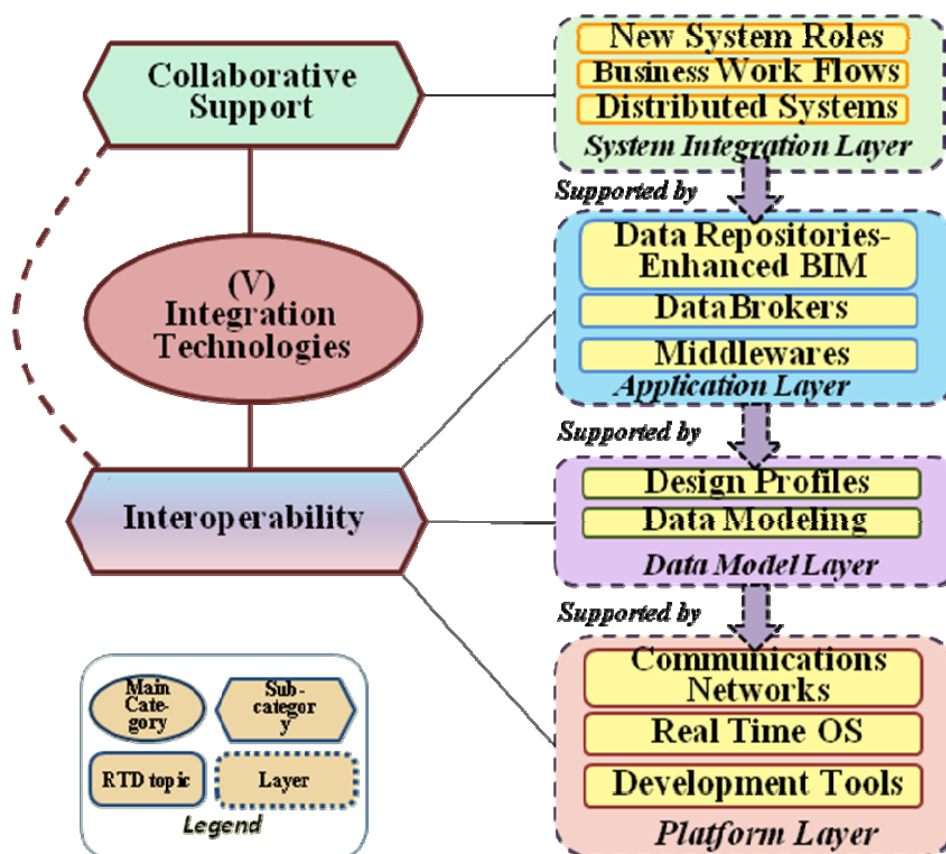 Collaborative
Support
(V)
Integration
Technologies
Interoperability
New System Roles
Business Work Flows
Distributed Systems
System Integration Layer
Supported by
Data Repositories-
Enhanced BIM
DataBrokers
Middlewares
Application Layer
Supported by
Design Profiles
Data Modeling
Data Model Layer
Supported by
Communications
Networks
Real Time OS
Development Tools
Platform Layer
Main
Cate-
gory
Sub-
categor
y
RTD topic
Layer
Legend